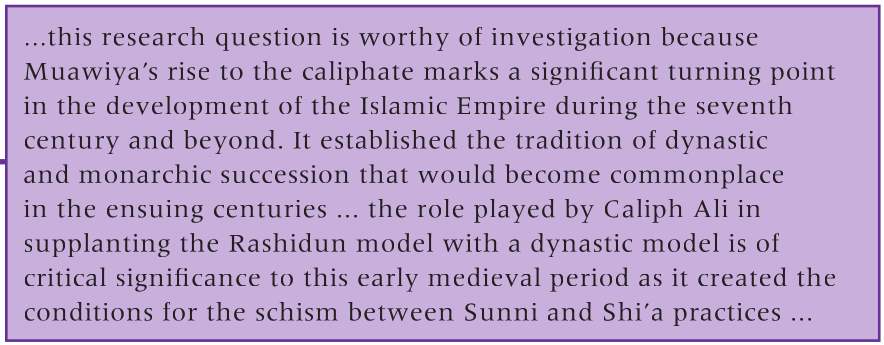 ...this research question is worthy of investigation because
Muawiya’s rise to the caliphate marks a significant turning point
in the development of the Islamic Empire during the seventh
century and beyond. It established the tradition of dynastic
and monarchic succession that would become commonplace
in the ensuing centuries ... the role played by Caliph Ali in
supplanting the Rashidun model with a dynastic model is of
critical significance to this early medieval period as it created the
conditions for the schism between Sunni and Shi’a practices ...